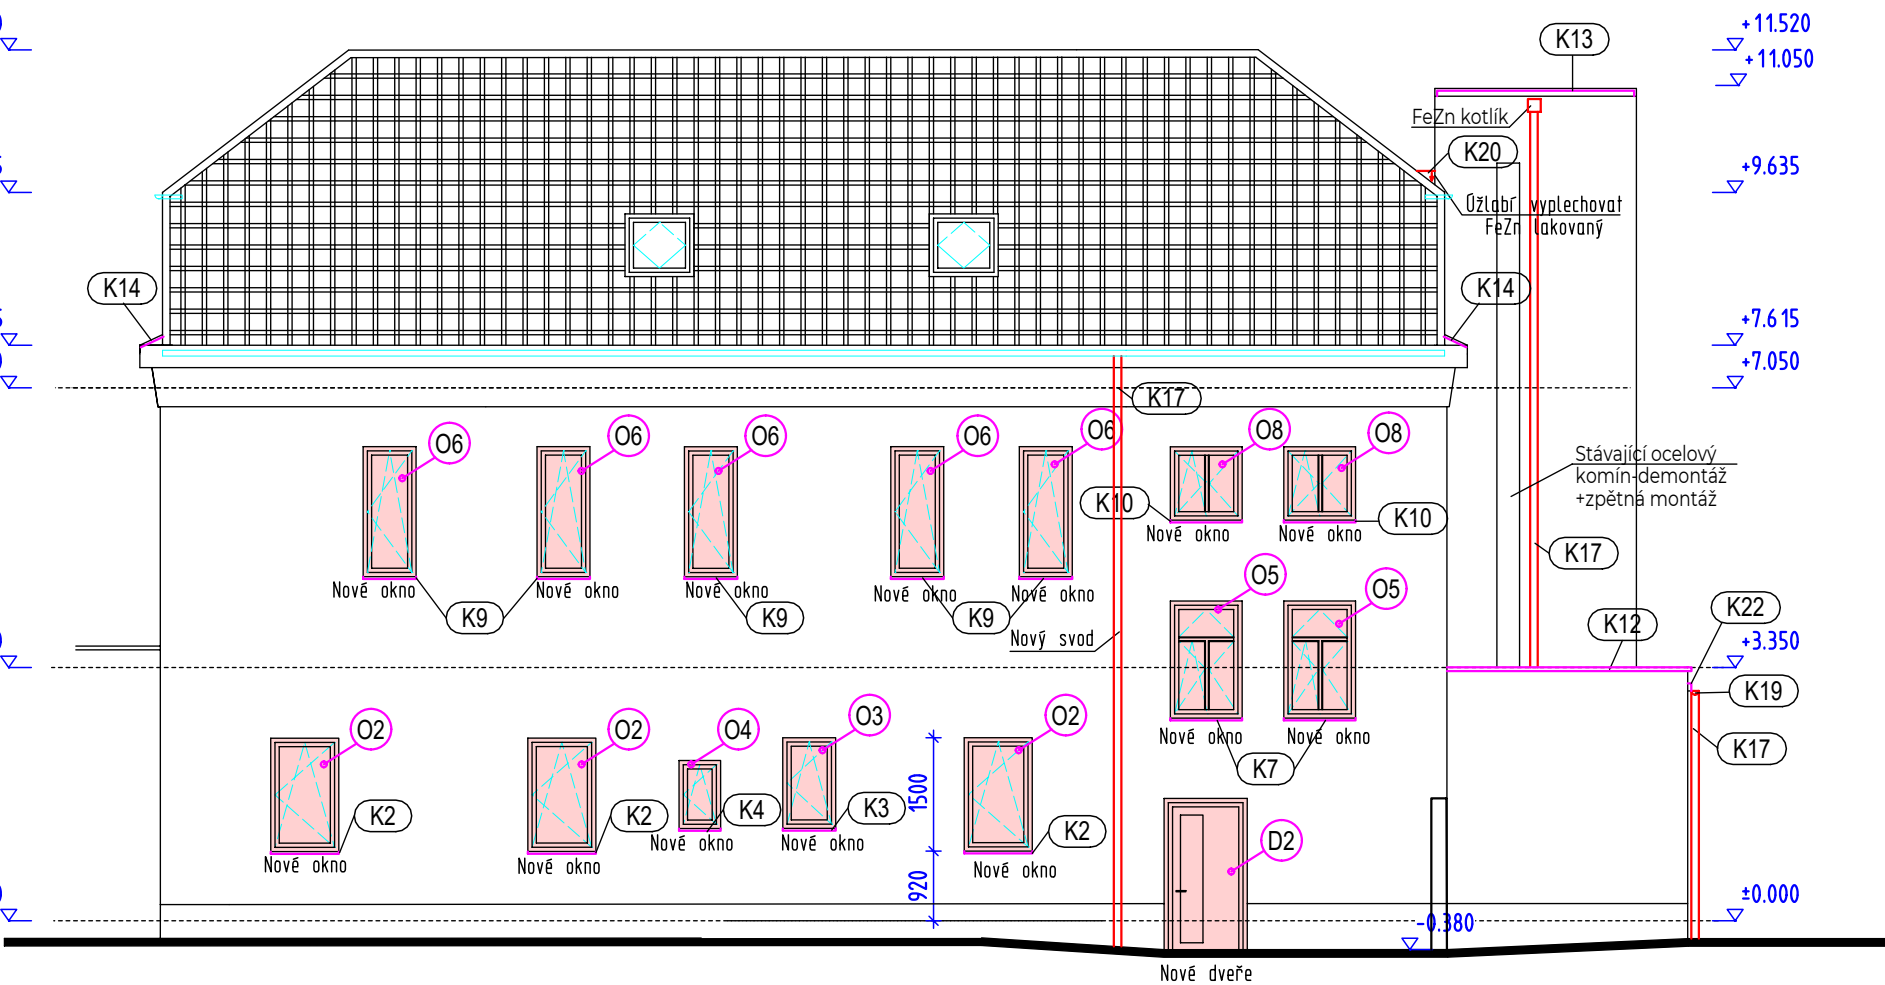 +11.520
K13
+11.050
FeZn kotlík
K20
+9.635
Úžlabí vyplechovat
FeZn lakovaný
K14
K14
+7.615
+7.050
K17
O6
O6
O6
O6
O6
O8
O8
Stávající ocelový
komín-demontáž
+zpětná montáž
K10
K10
Nové okno
Nové okno
K17
O5
O5
Nové okno
Nové okno
Nové okno
Nové okno
Nové okno
K9
K9
K9
K22
K12
Nový svod
+3.350
K19
O2
O2
O4
O3
O2
Nové okno
Nové okno
K17
K7
1500
K2
K2
K4
K3
K2
Nové okno
Nové okno
Nové okno
Nové okno
Nové okno
D2
920
±0.000
-0.380
Nové dveře